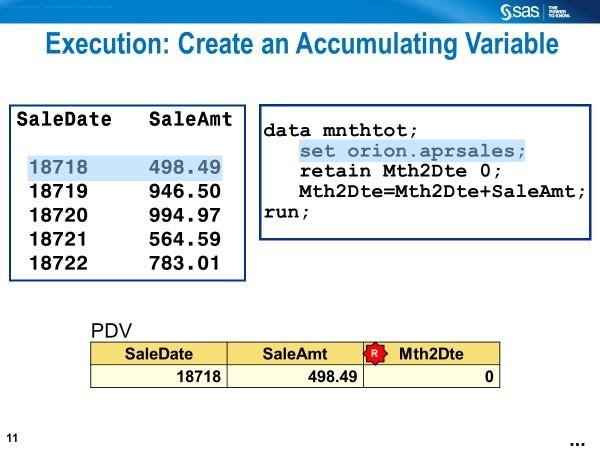 sas THE POWER TO KNOW.
Execution: Create an Accumulating Variable
SaleDate SaleAmt
18718 498.49
18719 946.50
18720 994.97
18721 564.59
18722 783.01
data mnthtot;
set orion.aprsales;
retain Mth2Dte 0;
Mth2Dte=Mth2Dte+SaleAmt;
run;
PDV
SaleDate SaleAmt R Mth2Dte
18718 498.49 0
11
...